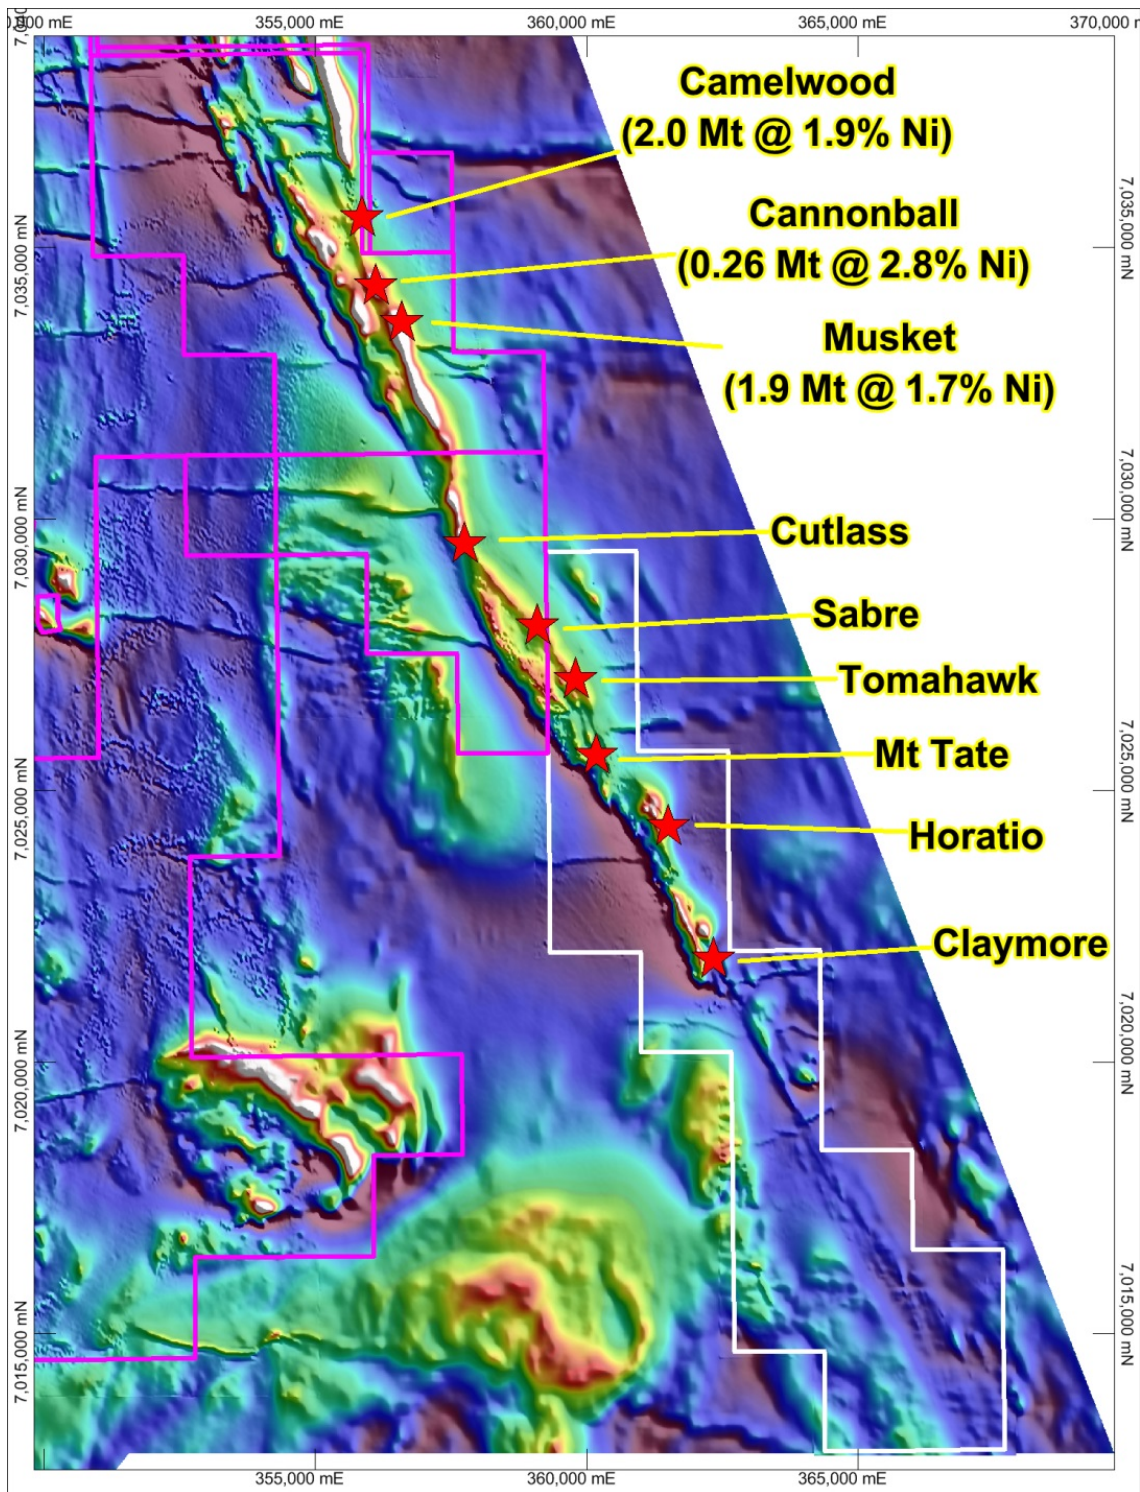 355,000 mE
360,000 mE
365,000 mE
370,000 m
Camelwood
(2.0 Mt @ 1.9% Ni)
Cannonball
(0.26 Mt @ 2.8% Ni)
Musket
(1.9 Mt @ 1.7% Ni)
Cutlass
Sabre
Tomahawk
Mt Tate
Horatio
Claymore
7,035,000 mN
7,030,000 mN
7,025,000 mN
7,020,000 mN
7,015,000 mN
7,035,000 mN
7,030,000 mN
7,025,000 mN
7,020,000 mN
7,015,000 mN
355,000 mE
360,000 mE
365,000 mE